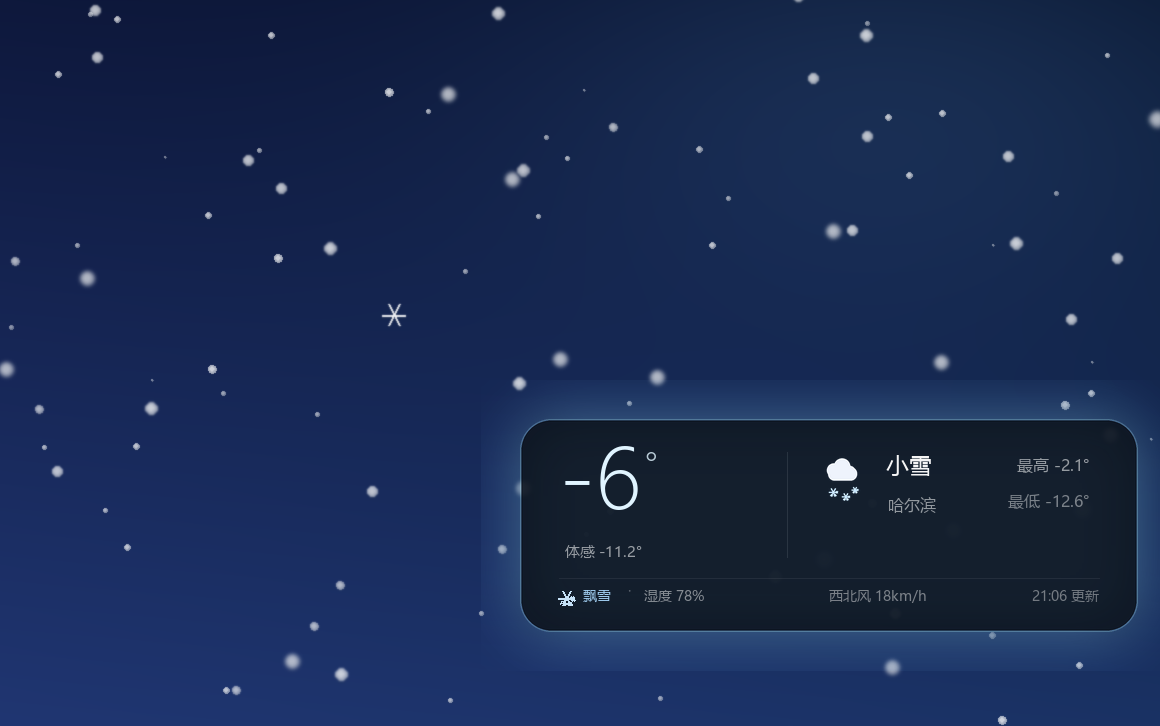 -6°
体感 -11.2°
小雪
哈尔滨
最高 -2.1°
最低 -12.6°
飘雪 · 湿度 78% 西北风 18km/h 21:06 更新